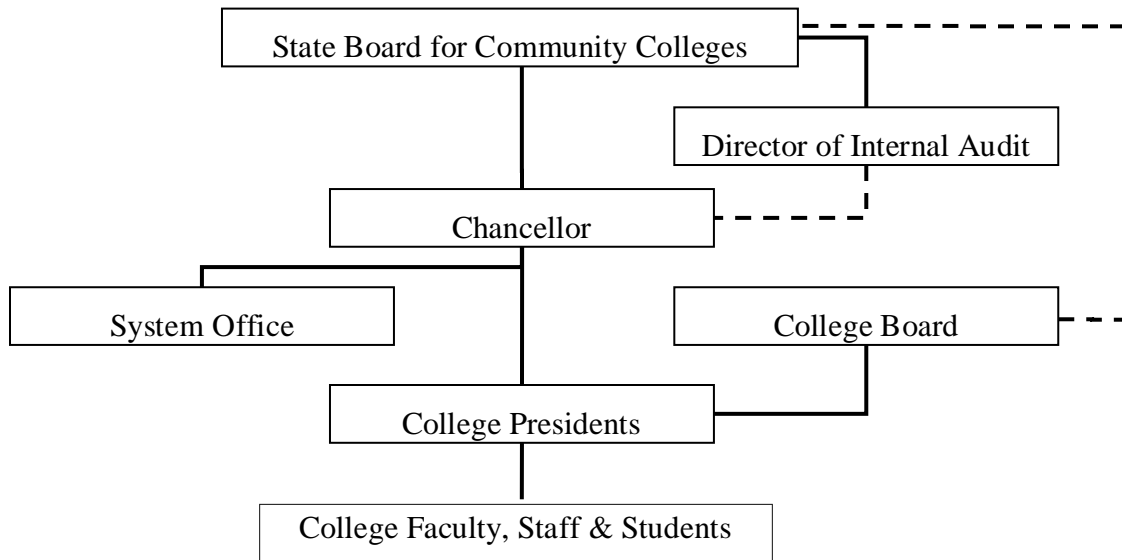 State Board for Community Colleges
Director of Internal Audit
Chancellor
System Office
College Board
College Presidents
College Faculty, Staff & Students